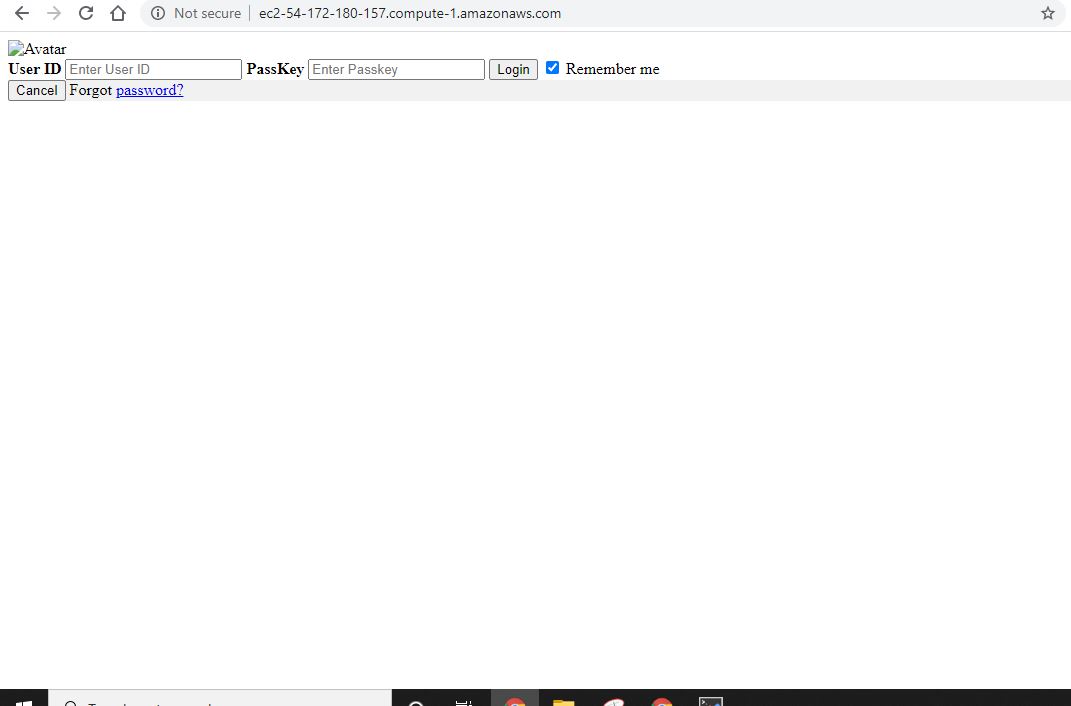 Not secure ec2-54-172-180-157.compute-1.amazonaws.com
Avatar
User ID Enter User ID PassKey Enter Passkey Login Remember me
Cancel Forgot password?